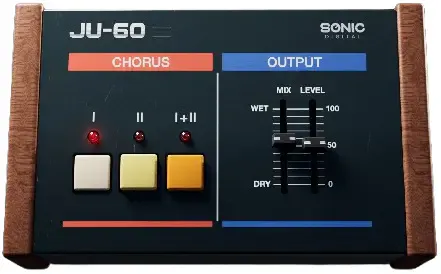 JU-60
SONIC
DIGITAL
CHORUS
OUTPUT
MIX LEVEL
I II I+II
WET 100
50
DRY 0